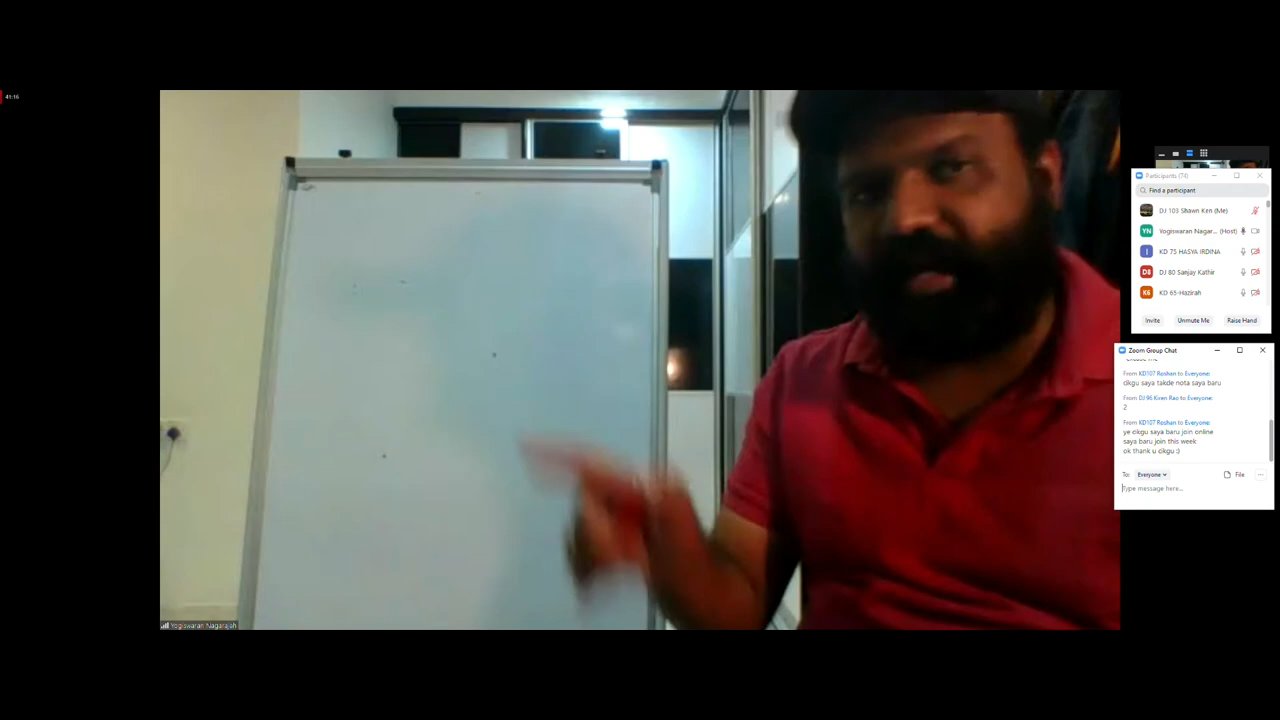 41:16
Participants (74)
Find a participant
DJ 103 Shawn Ken (Me)
YN Yogiswaran Nagar... (Host)
I KD 75 HASYA IRDINA
D8 DJ 80 Sanjay Kathir
K6 KD 65-Hazirah
Invite Unmute Me Raise Hand
Zoom Group Chat
From KD107 Roshan to Everyone:
cikgu saya takde nota saya baru
From DJ 96 Kiren Rao to Everyone:
2
From KD107 Roshan to Everyone:
ye cikgu saya baru join online
saya baru join this week
ok thank u cikgu :)
To: Everyone File ...
Type message here...
Yogiswaran Nagarajah